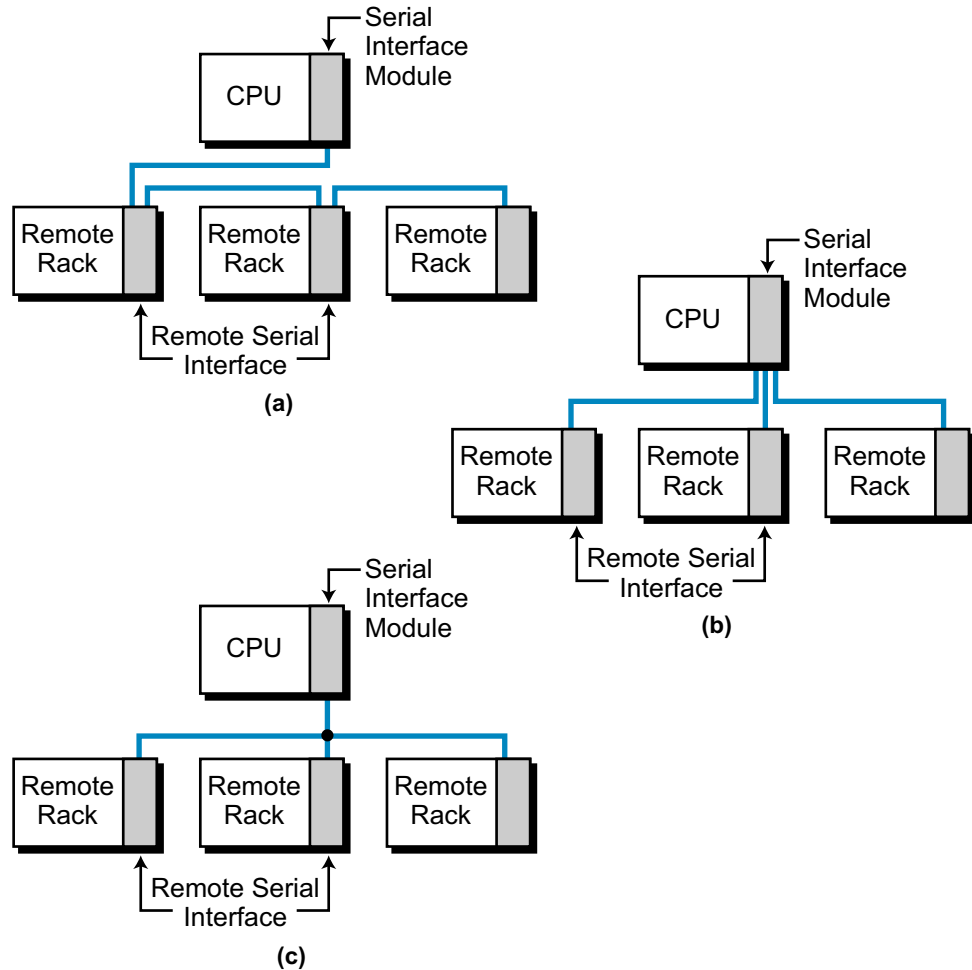 Serial
Interface
Module
CPU
Remote
Rack
Remote
Rack
Remote
Rack
Remote Serial
Interface
(a)
Serial
Interface
Module
CPU
Remote
Rack
Remote
Rack
Remote
Rack
Remote Serial
Interface
(b)
Serial
Interface
Module
CPU
Remote
Rack
Remote
Rack
Remote
Rack
Remote Serial
Interface
(c)